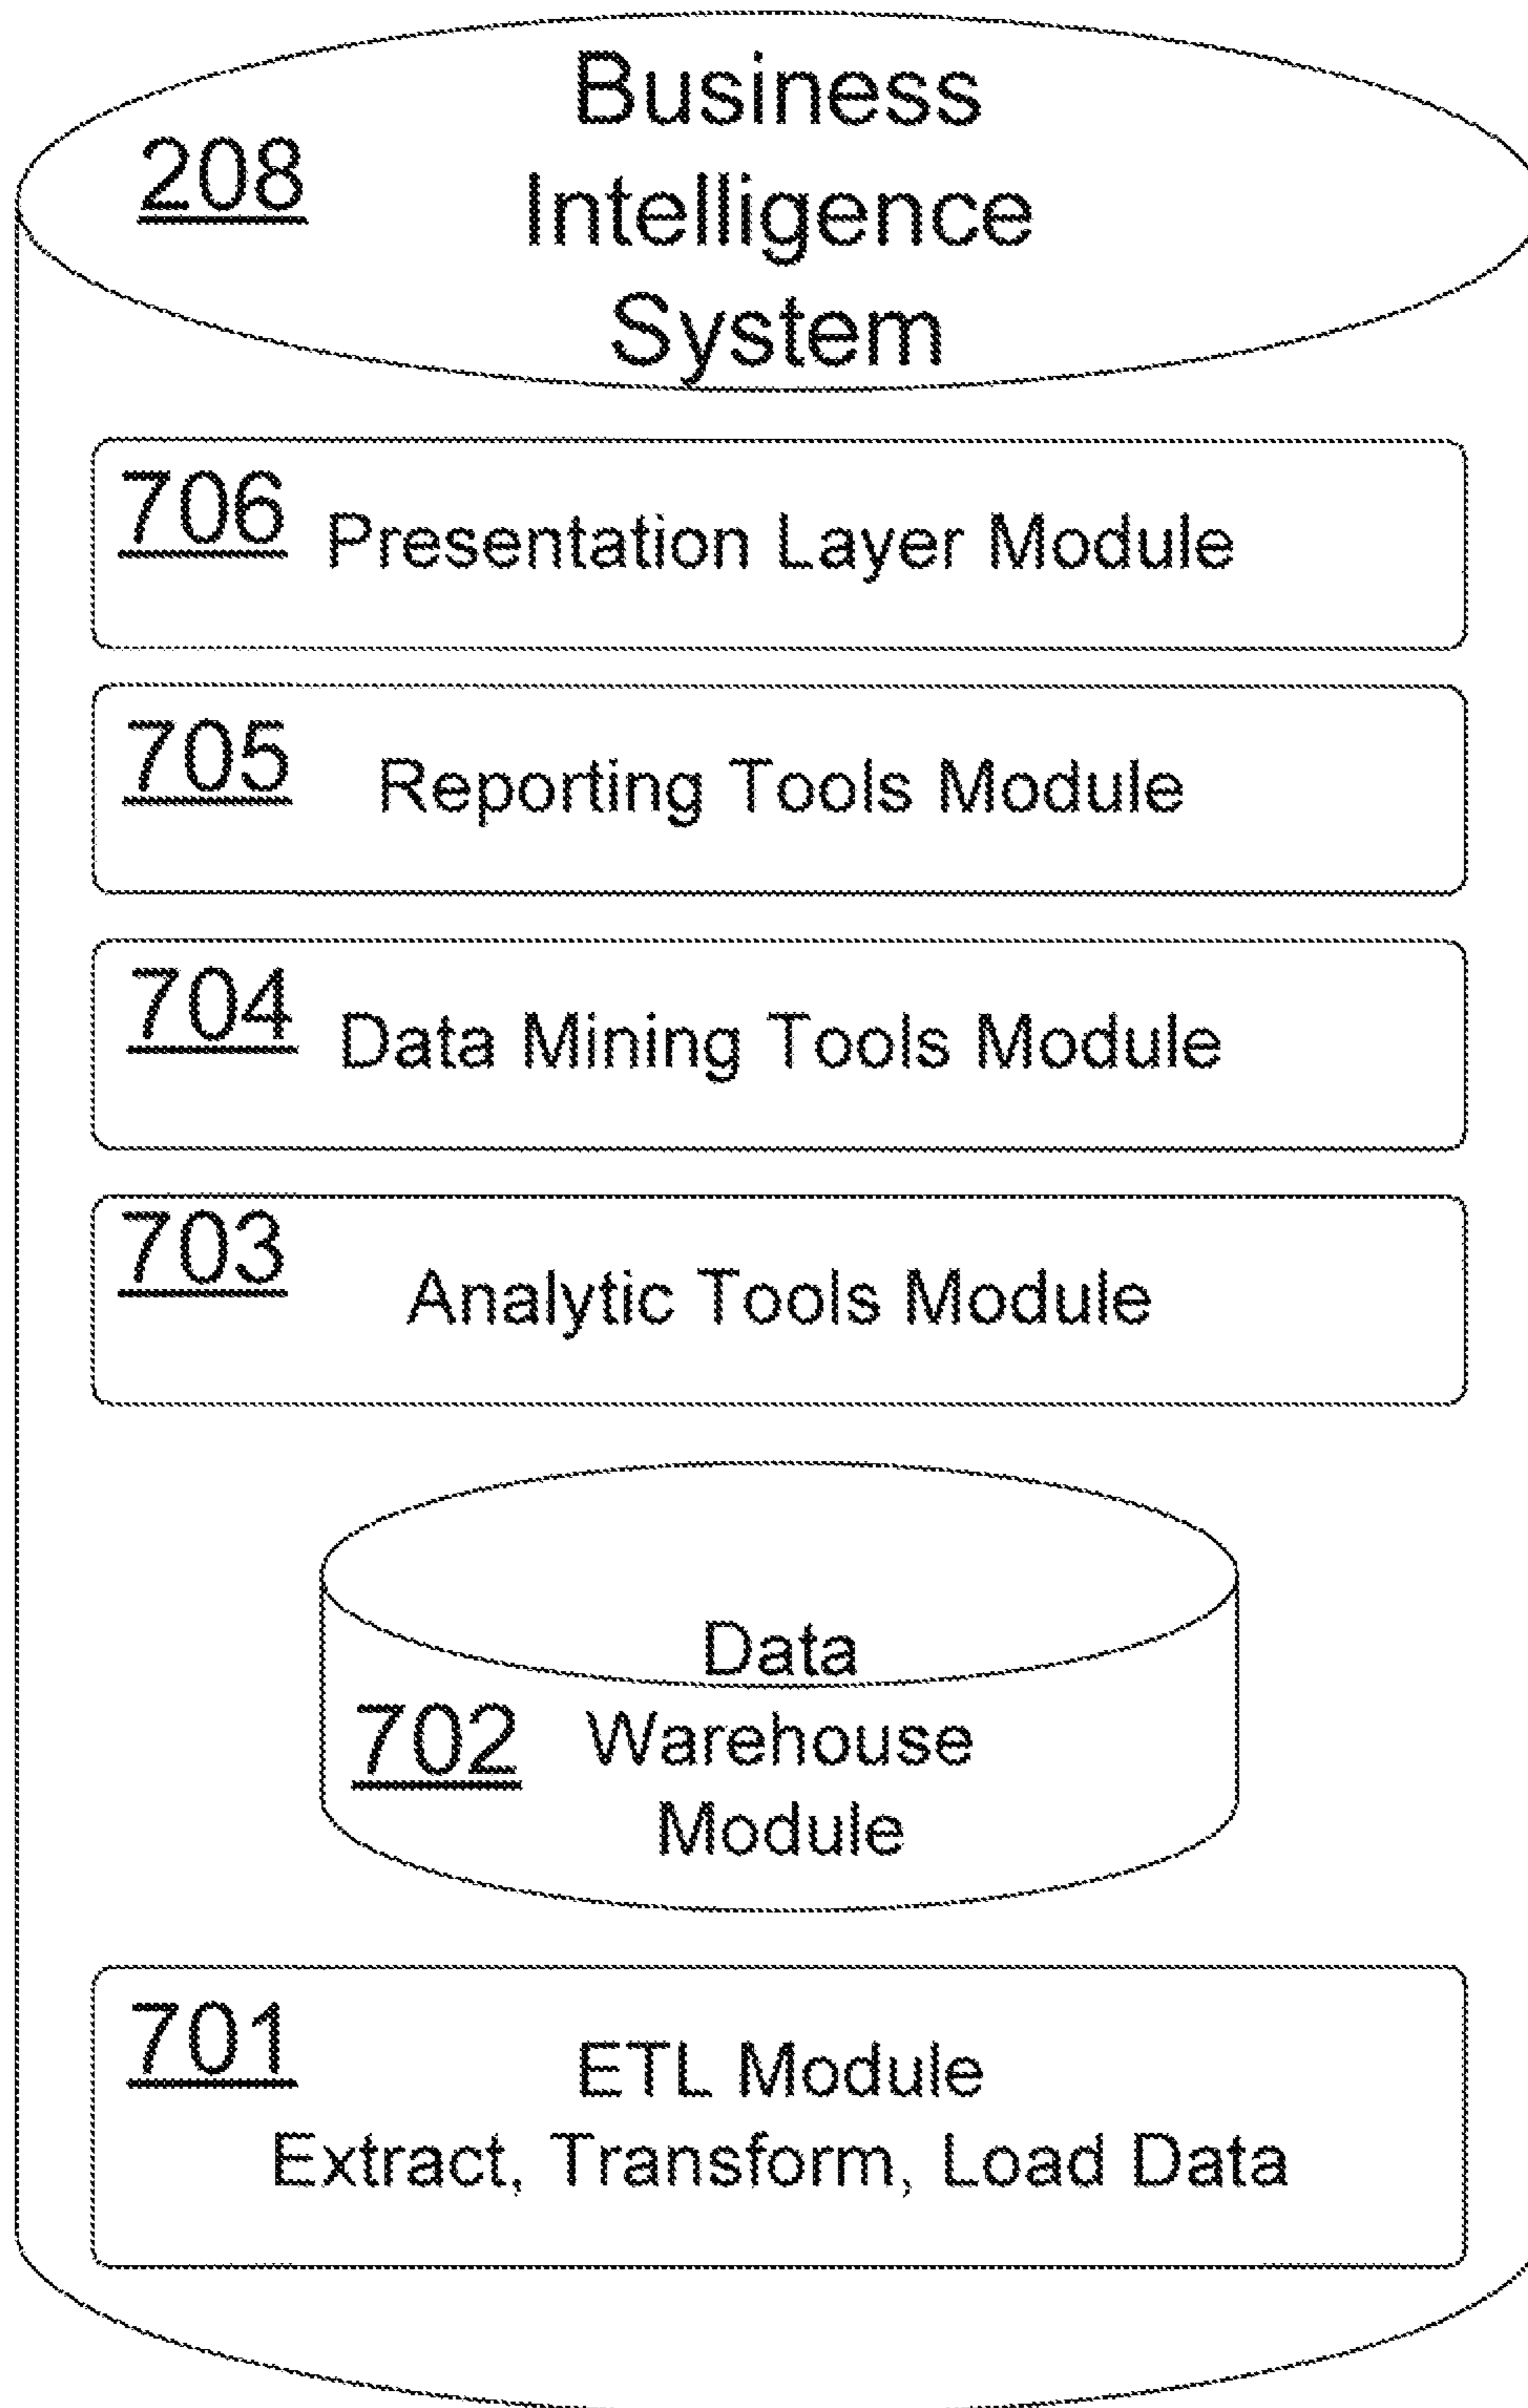 Business
208 Intelligence
System
706 Presentation Layer Module
705 Reporting Tools Module
704 Data Mining Tools Module
703 Analytic Tools Module
Data
702 Warehouse
Module
701 ETL Module
Extract, Transform, Load Data